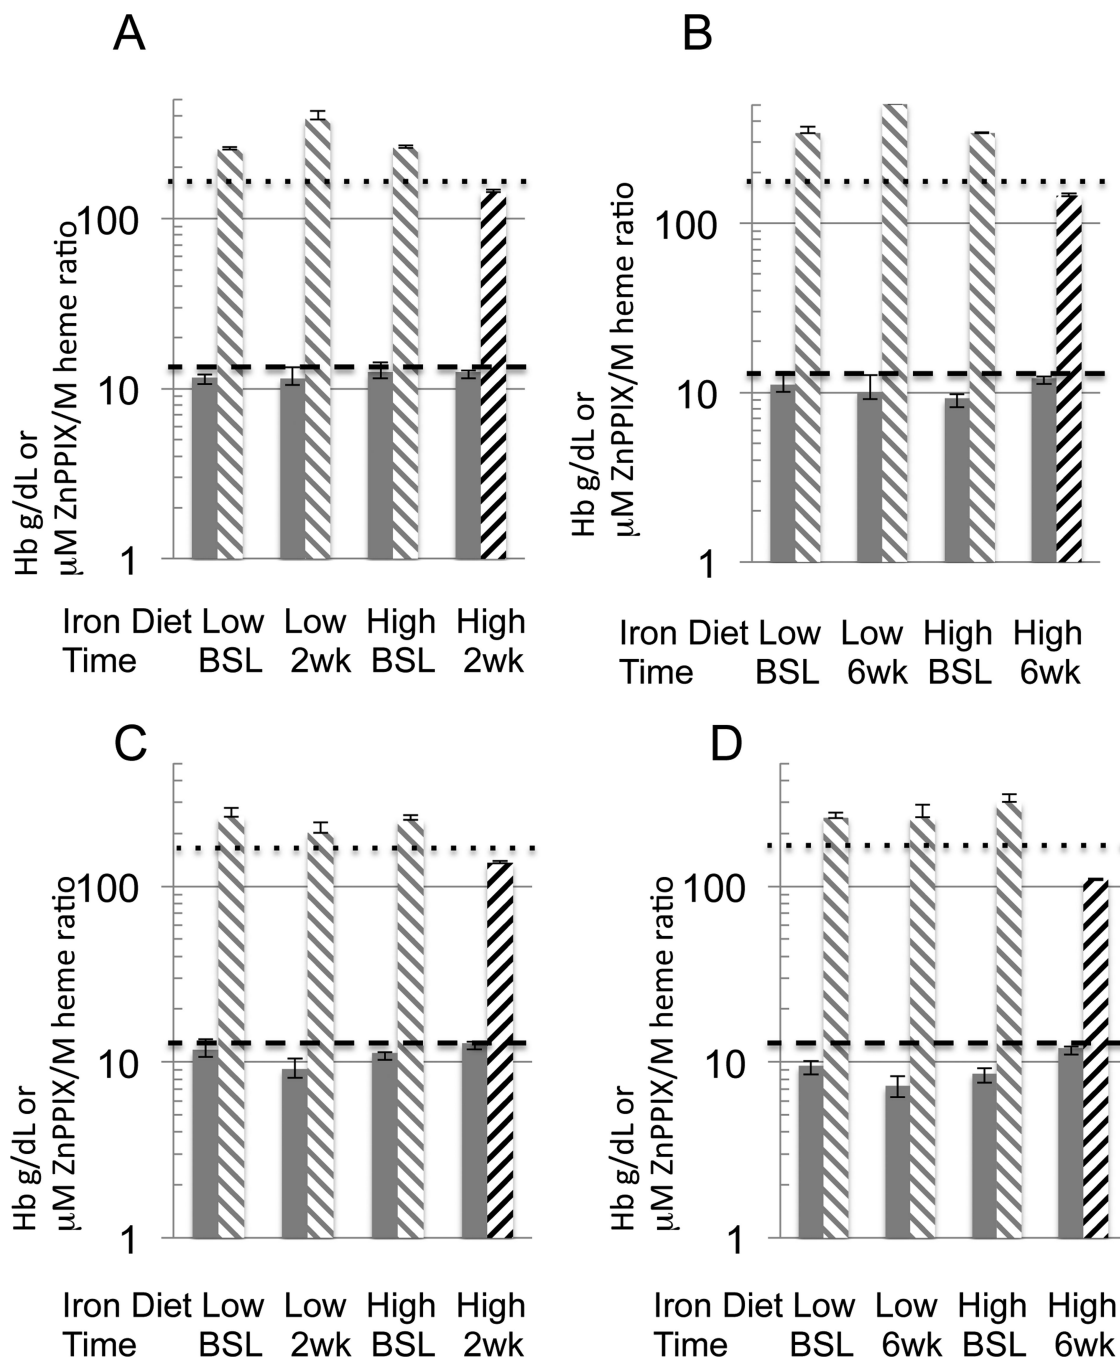 A
Hb g/dL or
µM ZnPPIX/M heme ratio
100
10
1
Iron Diet Low Low High High
Time BSL 2wk BSL 2wk
B
Hb g/dL or
µM ZnPPIX/M heme ratio
100
10
1
Iron Diet Low Low High High
Time BSL 6wk BSL 6wk
C
Hb g/dL or
µM ZnPPIX/M heme ratio
100
10
1
Iron Diet Low Low High High
Time BSL 2wk BSL 2wk
D
Hb g/dL or
µM ZnPPIX/M heme ratio
100
10
1
Iron Diet Low Low High High
Time BSL 6wk BSL 6wk